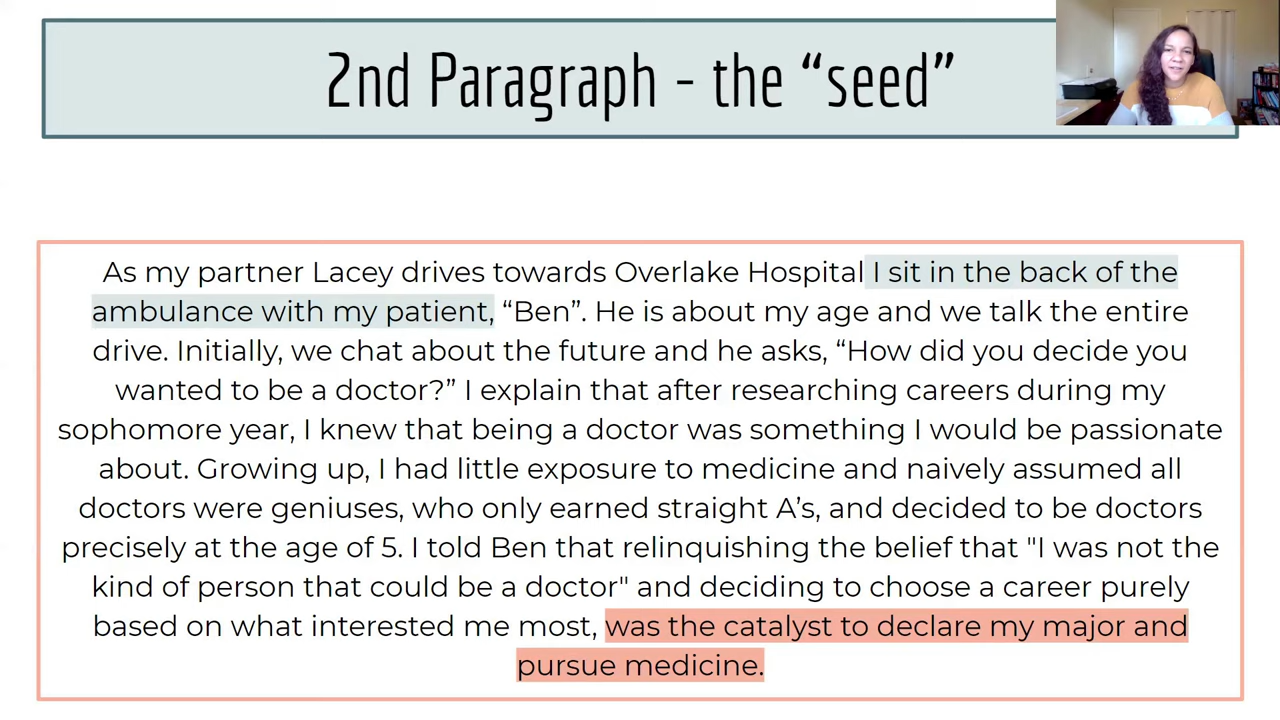 2nd Paragraph - the “seed”
As my partner Lacey drives towards Overlake Hospital I sit in the back of the
ambulance with my patient, “Ben”. He is about my age and we talk the entire
drive. Initially, we chat about the future and he asks, “How did you decide you
wanted to be a doctor?” I explain that after researching careers during my
sophomore year, I knew that being a doctor was something I would be passionate
about. Growing up, I had little exposure to medicine and naively assumed all
doctors were geniuses, who only earned straight A’s, and decided to be doctors
precisely at the age of 5. I told Ben that relinquishing the belief that "I was not the
kind of person that could be a doctor" and deciding to choose a career purely
based on what interested me most, was the catalyst to declare my major and
pursue medicine.